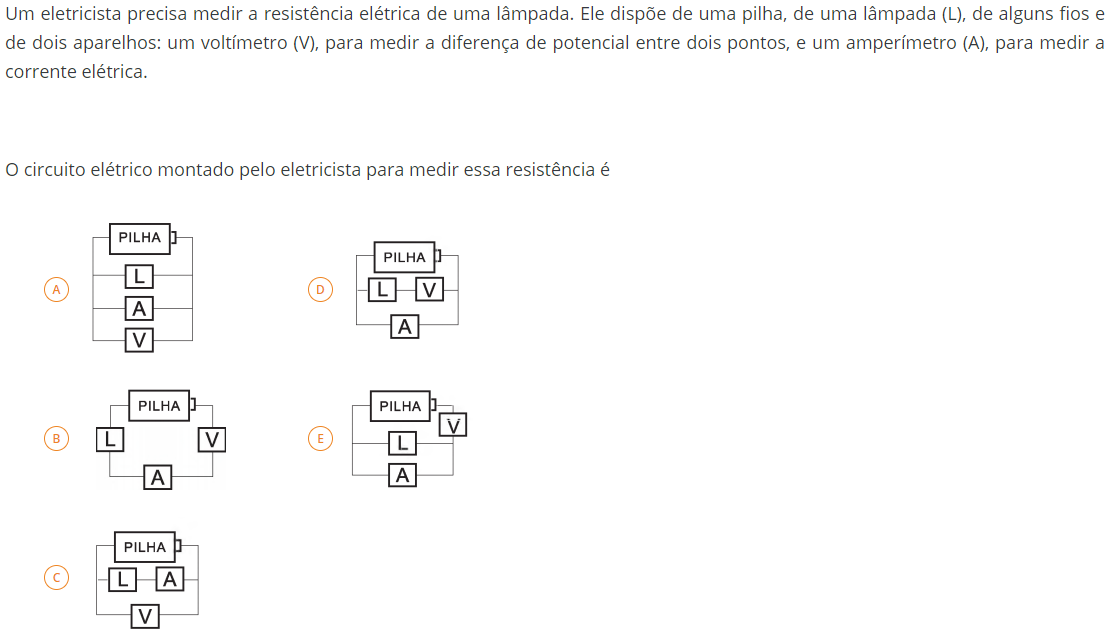 Um eletricista precisa medir a resistência elétrica de uma lâmpada. Ele dispõe de uma pilha, de uma lâmpada (L), de alguns fios e
de dois aparelhos: um voltímetro (V), para medir a diferença de potencial entre dois pontos, e um amperímetro (A), para medir a
corrente elétrica.
O circuito elétrico montado pelo eletricista para medir essa resistência é
A
PILHA
L
A
V
B
PILHA
L V
A
C
PILHA
L A
V
D
PILHA
L V
A
E
PILHA
V
L
A